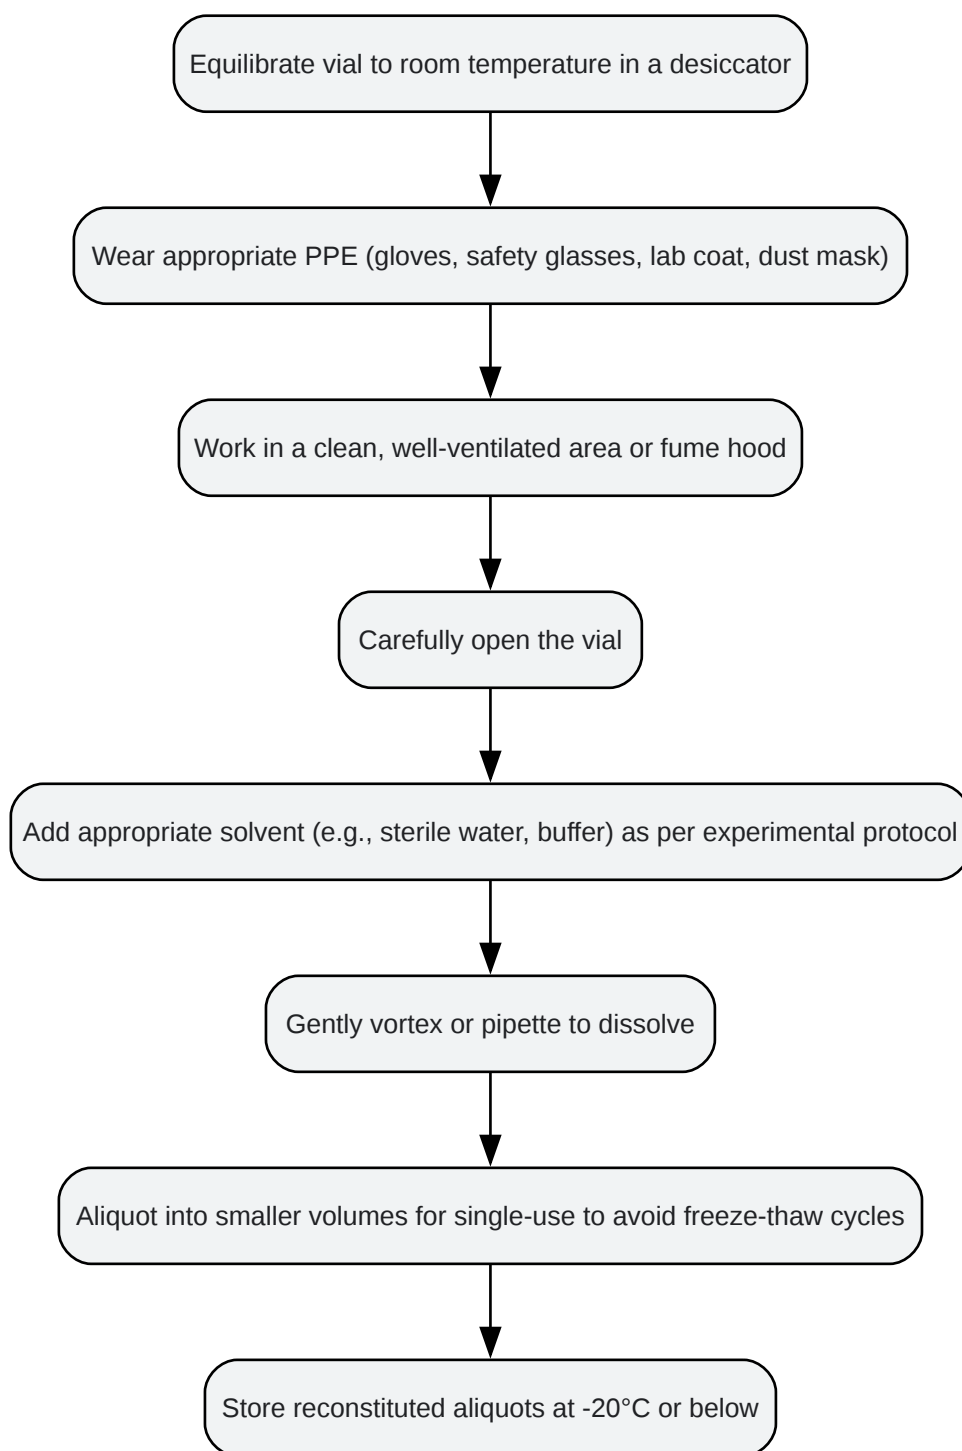 Equilibrate vial to room temperature in a desiccator
Wear appropriate PPE (gloves, safety glasses, lab coat, dust mask)
Work in a clean, well-ventilated area or fume hood
Carefully open the vial
Add appropriate solvent (e.g., sterile water, buffer) as per experimental protocol
Gently vortex or pipette to dissolve
Aliquot into smaller volumes for single-use to avoid freeze-thaw cycles
Store reconstituted aliquots at -20°C or below